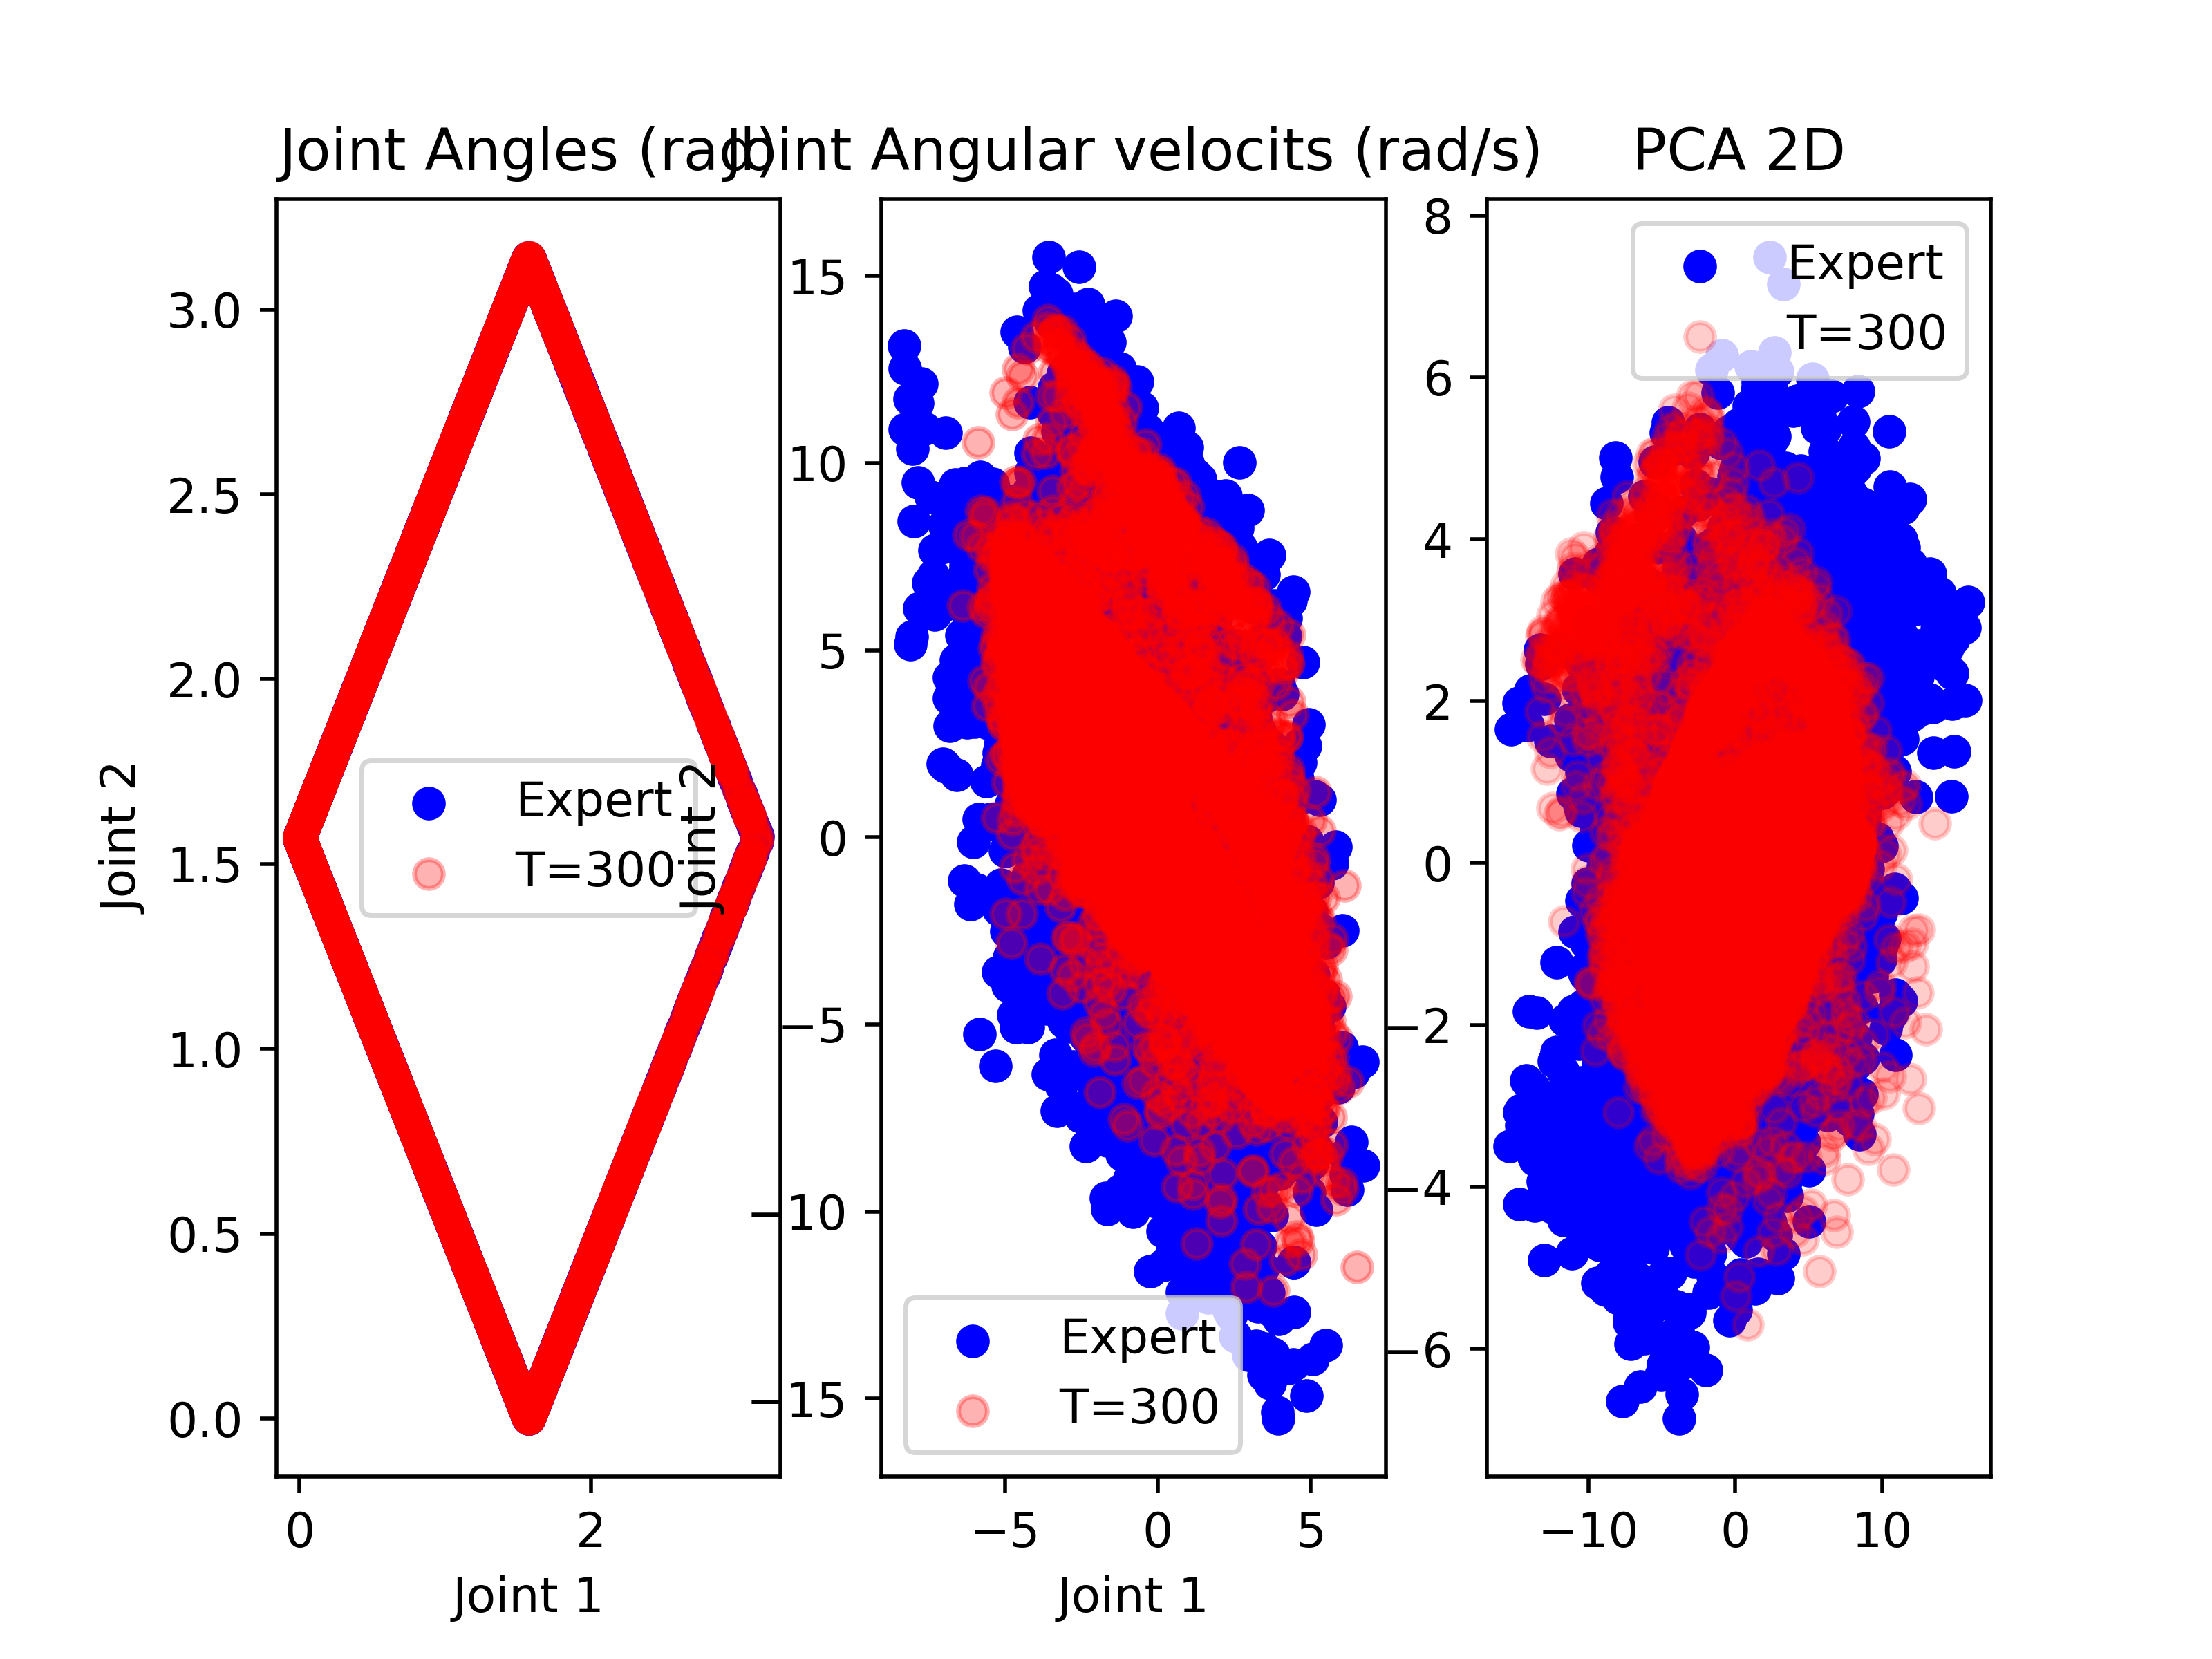 Joint Angles (rad)
Joint Angular velocits (rad/s)
PCA 2D
Joint 2
3.0
2.5
2.0
1.5
1.0
0.5
0.0
Expert
T=300
0
2
Joint 1
Joint 2
15
10
5
0
−5
−10
−15
Expert
T=300
−5
0
5
Joint 1
8
6
4
2
0
−2
−4
−6
Expert
T=300
−10
0
10